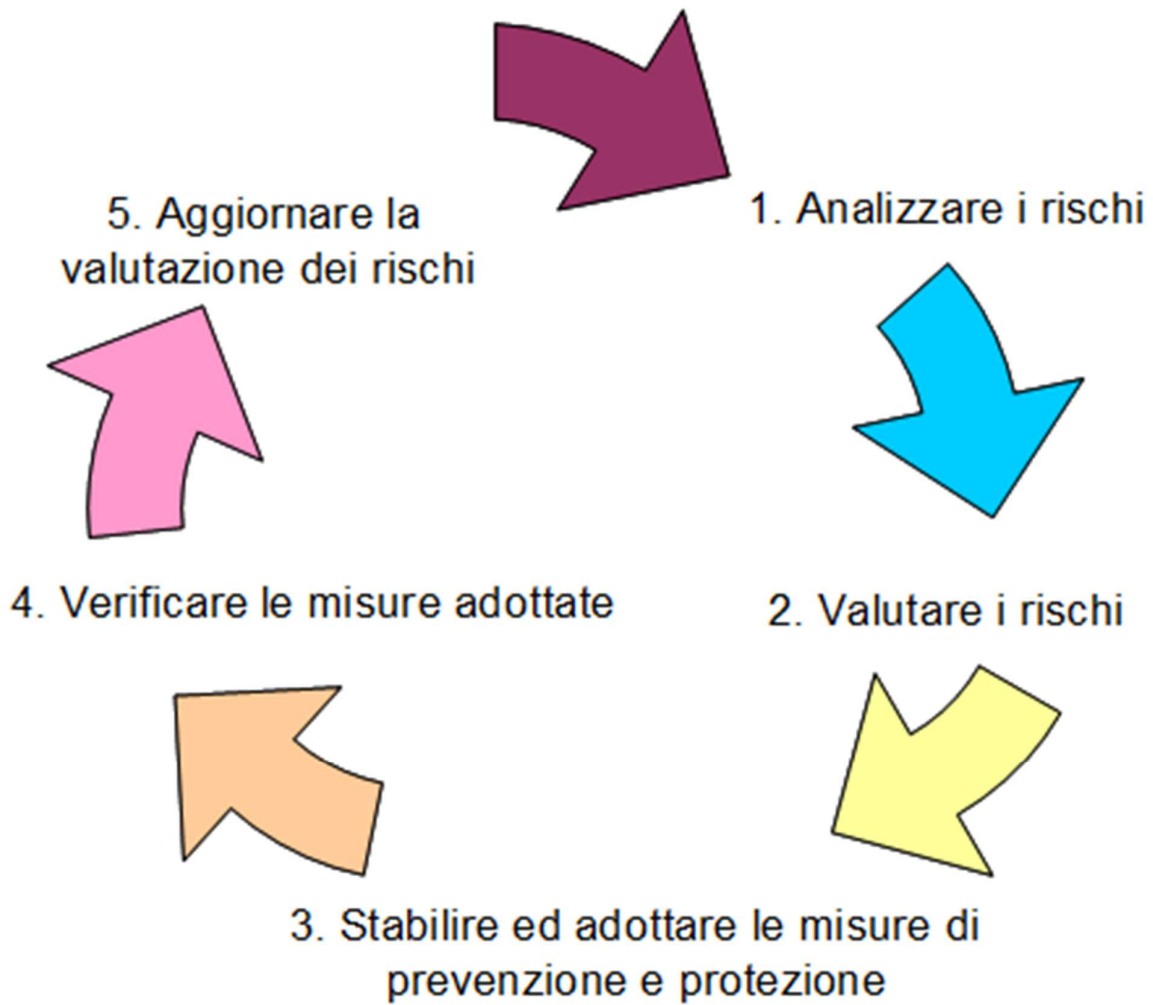 1. Analizzare i rischi
2. Valutare i rischi
3. Stabilire ed adottare le misure di
prevenzione e protezione
4. Verificare le misure adottate
5. Aggiornare la
valutazione dei rischi